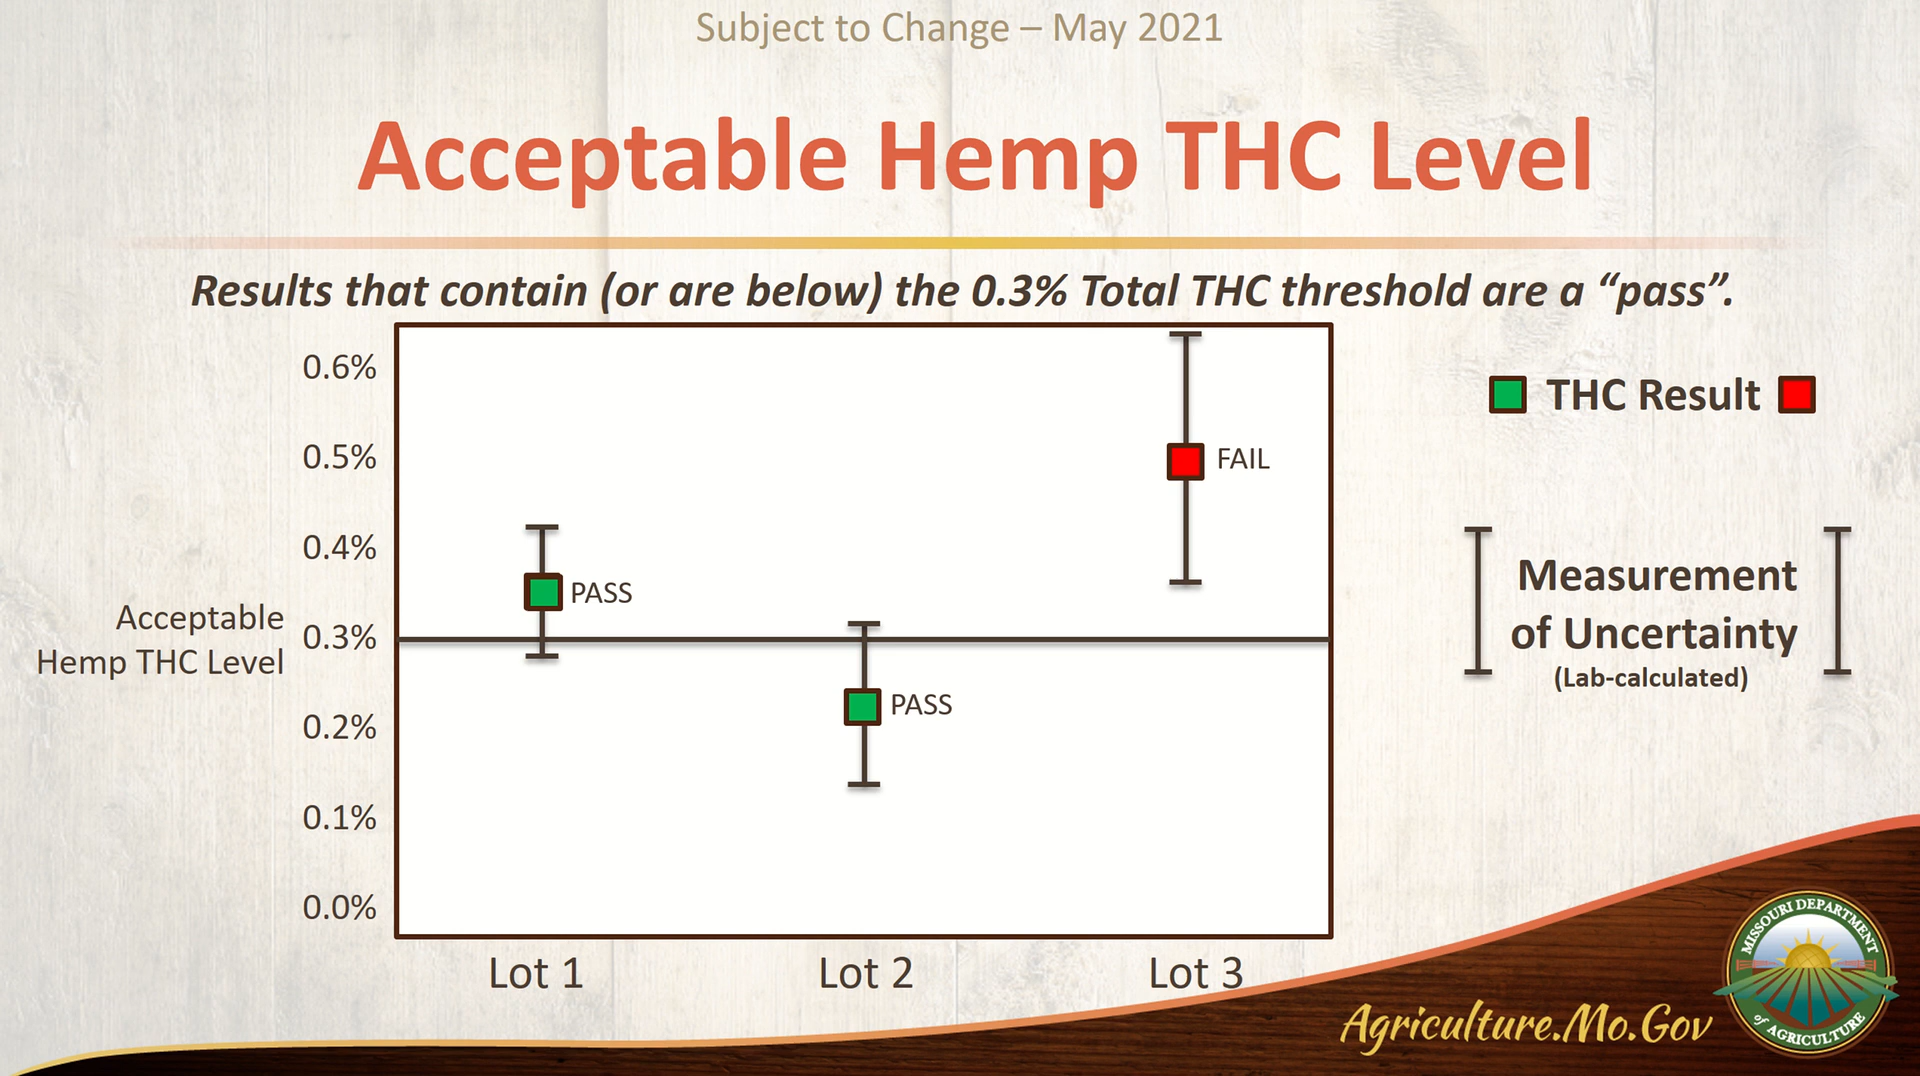 Subject to Change – May 2021
Acceptable Hemp THC Level
Results that contain (or are below) the 0.3% Total THC threshold are a “pass”.
0.6%
0.5%
0.4%
0.3%
0.2%
0.1%
0.0%
Acceptable
Hemp THC Level
PASS
PASS
FAIL
Lot 1
Lot 2
Lot 3
THC Result
Measurement
of Uncertainty
(Lab-calculated)
Agriculture.Mo.Gov
MISSOURI DEPARTMENT
of AGRICULTURE